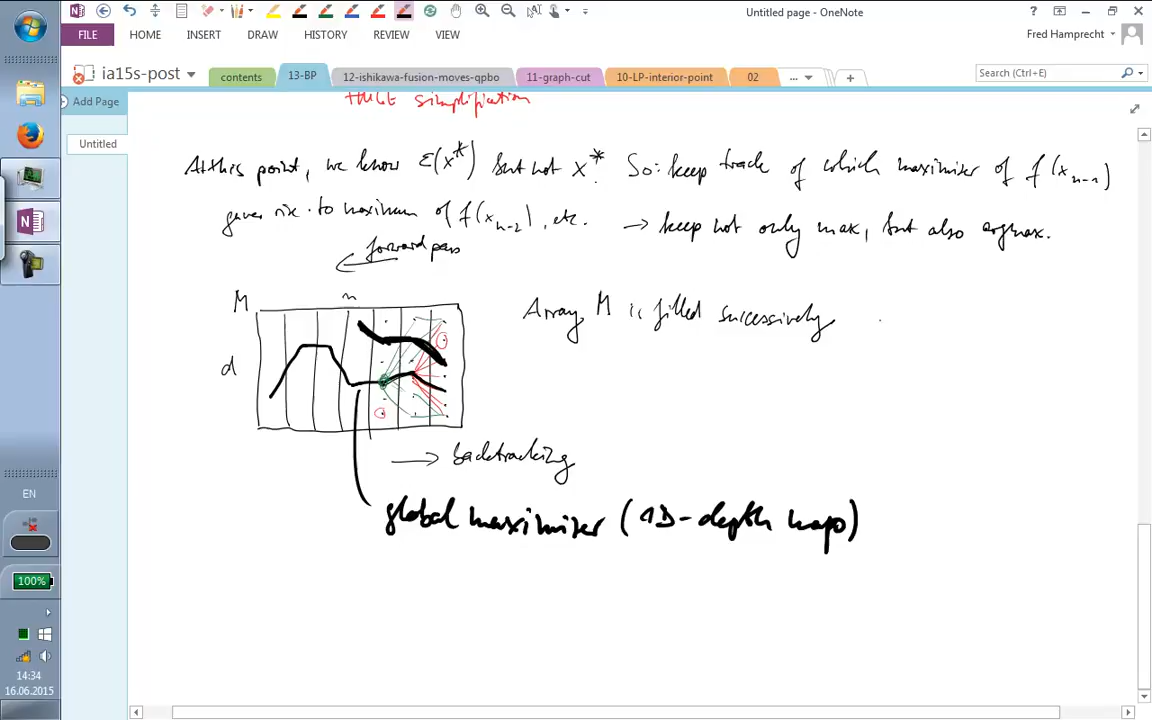 Untitled page - OneNote
FILE HOME INSERT DRAW HISTORY REVIEW VIEW
Fred Hamprecht
ia15s-post contents 13-BP 12-ishikawa-fusion-moves-qpbo 11-graph-cut 10-LP-interior-point 02 ...
Search (Ctrl+E)
Add Page
Untitled
HUGE simplification
At this point, we know E(x*) but not x* So: keep track of which maximizer of f(x_{n-1})
gave rise to maximum of f(x_{n-2}), etc. → keep not only max, but also argmax.
← forward pass
M n
Array M is filled successively
d
→ backtracking
global maximizer (1D-depth map)
EN
100%
14:34
16.06.2015